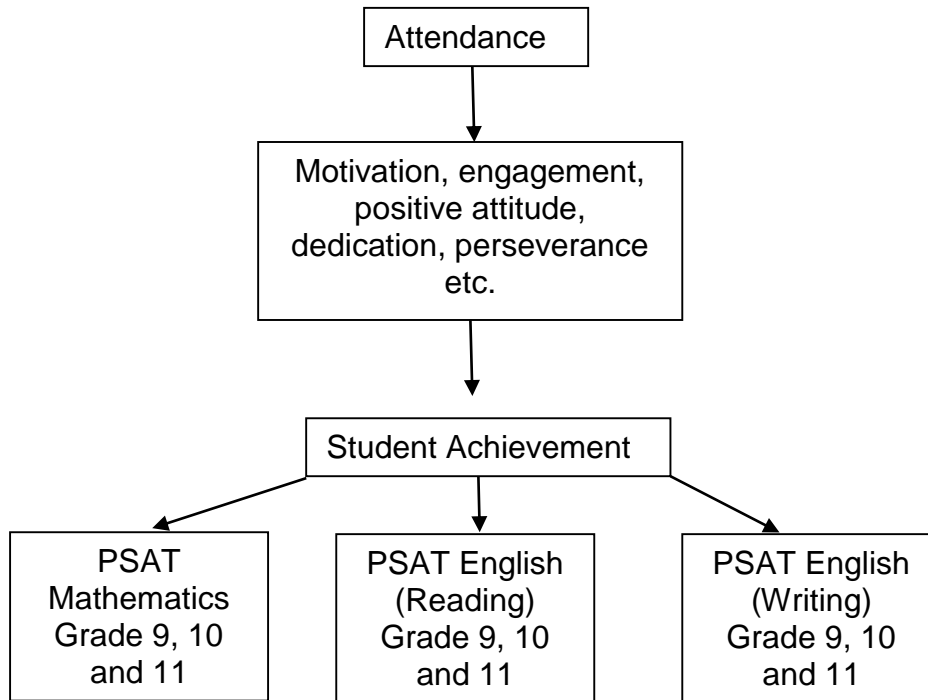 Attendance
Motivation, engagement,
positive attitude,
dedication, perseverance
etc.
Student Achievement
PSAT
Mathematics
Grade 9, 10
and 11
PSAT English
(Reading)
Grade 9, 10
and 11
PSAT English
(Writing)
Grade 9, 10
and 11